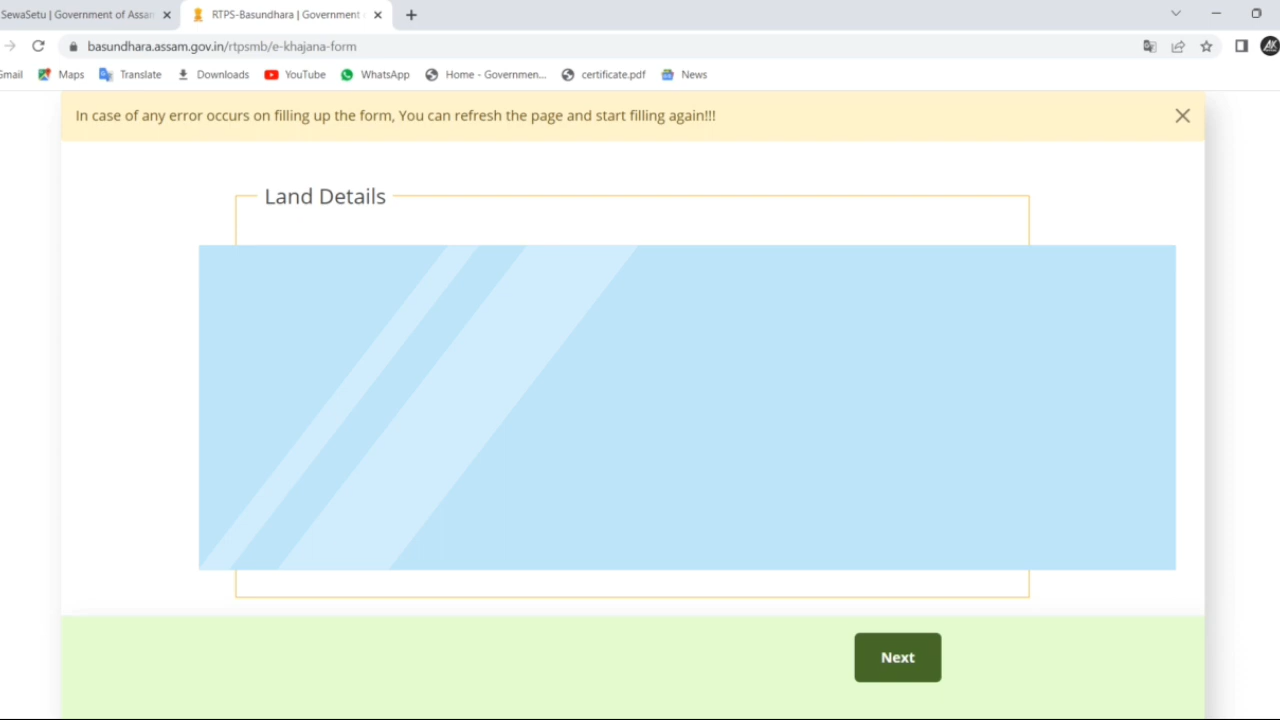 SewaSetu | Government of Assam
RTPS-Basundhara | Government
basundhara.assam.gov.in/rtpsmb/e-khajana-form
Gmail
Maps
Translate
Downloads
YouTube
WhatsApp
Home - Governmen...
certificate.pdf
News
In case of any error occurs on filling up the form, You can refresh the page and start filling again!!!
Land Details
Next